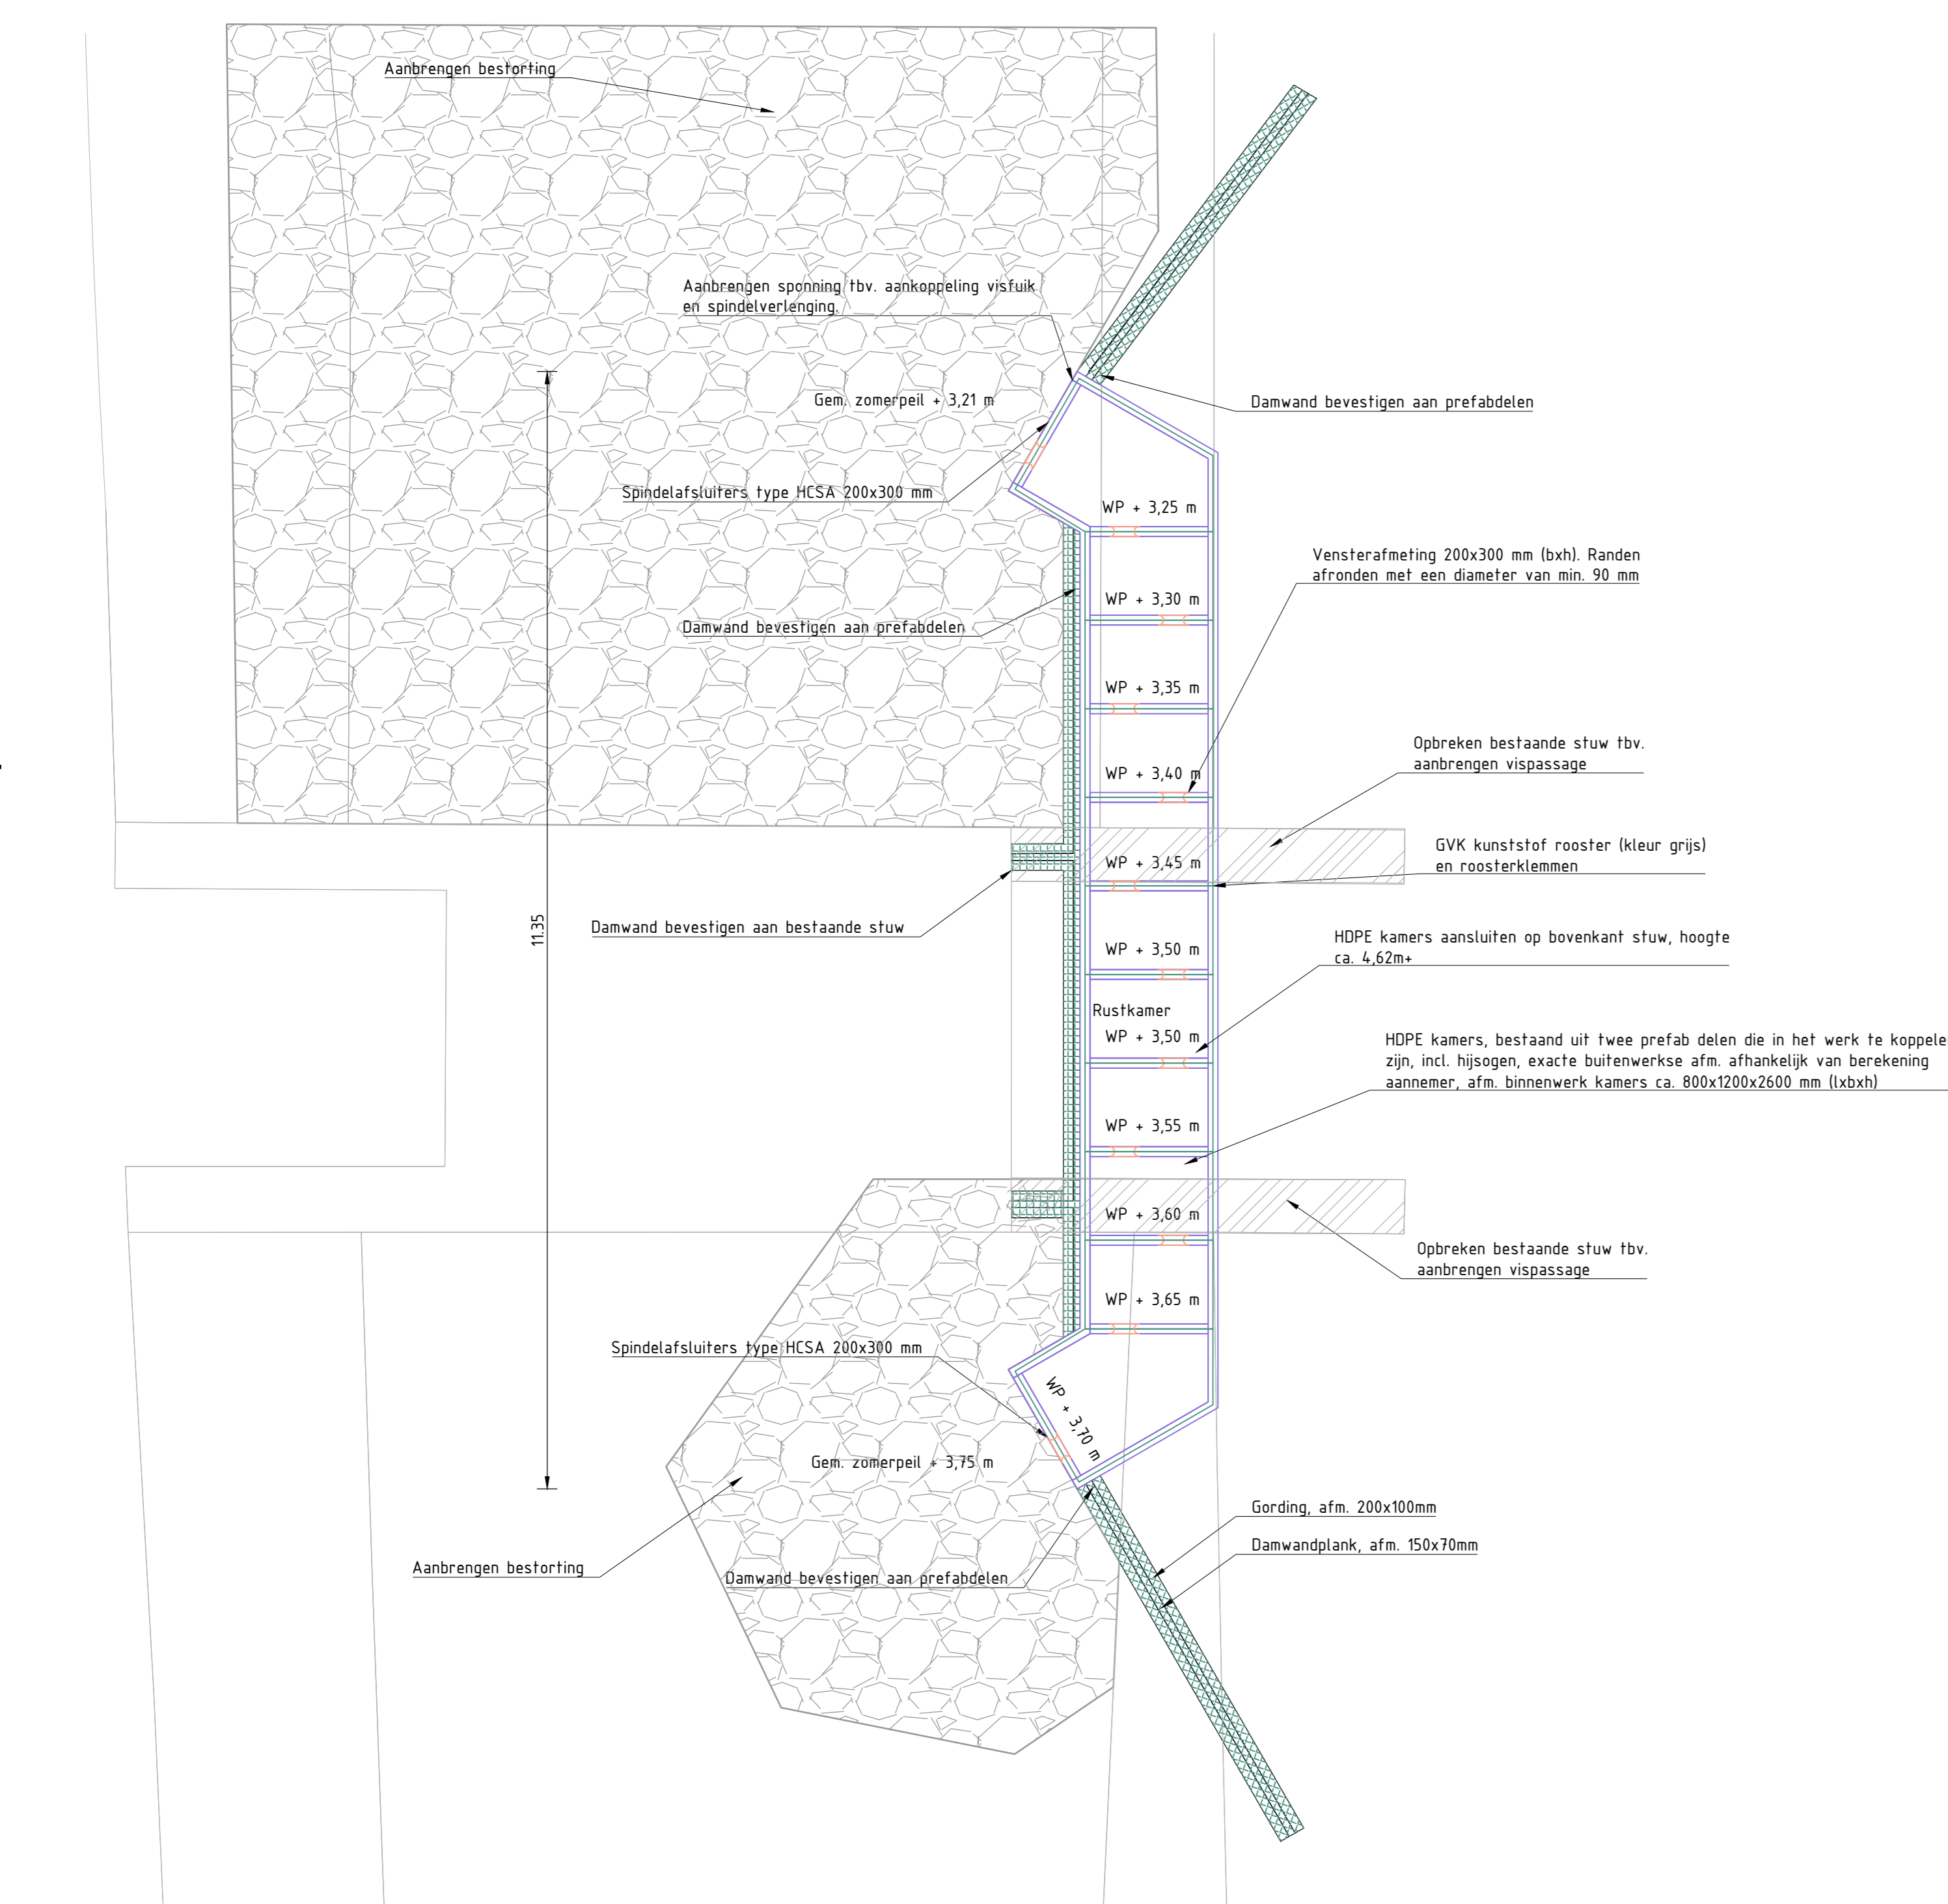 Aanbrengen bestorting
Aanbrengen sponning tbv. aankoppeling visfuik
en spindelverlenging.
Gem. zomerpeil + 3,21 m
Damwand bevestigen aan prefabdelen
Spindelafsluiters type HCSA 200x300 mm
WP + 3,25 m
Vensterafmeting 200x300 mm (bxh). Randen
afronden met een diameter van min. 90 mm
WP + 3,30 m
Damwand bevestigen aan prefabdelen
WP + 3,35 m
Opbreken bestaande stuw tbv.
aanbrengen vispassage
WP + 3,40 m
GVK kunststof rooster (kleur grijs)
en roosterklemmen
WP + 3,45 m
11.35
Damwand bevestigen aan bestaande stuw
HDPE kamers aansluiten op bovenkant stuw, hoogte
ca. 4,62m+
WP + 3,50 m
Rustkamer
WP + 3,50 m
HDPE kamers, bestaand uit twee prefab delen die in het werk te koppele
zijn, incl. hijsogen, exacte buitenwerkse afm. afhankelijk van berekening
aannemer, afm. binnenwerk kamers ca. 800x1200x2600 mm (lxbxh)
WP + 3,55 m
WP + 3,60 m
Opbreken bestaande stuw tbv.
aanbrengen vispassage
WP + 3,65 m
Spindelafsluiters type HCSA 200x300 mm
WP + 3,70 m
Gem. zomerpeil + 3,75 m
Gording, afm. 200x100mm
Damwandplank, afm. 150x70mm
Aanbrengen bestorting
Damwand bevestigen aan prefabdelen